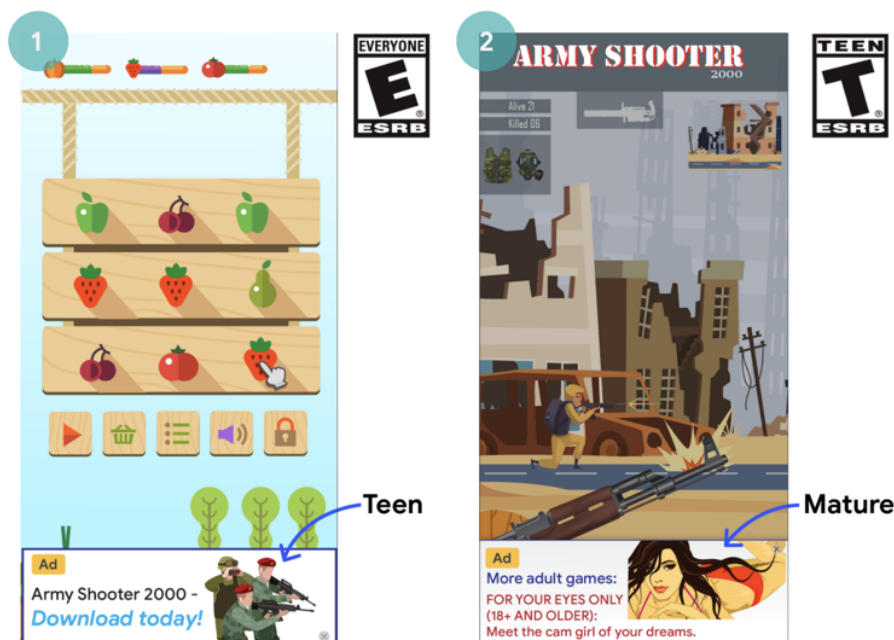 1
EVERYONE
E
®
ESRB
Teen
Ad
Army Shooter 2000 -
Download today!
2
ARMY SHOOTER
2000
Alive 21
Killed 06
TEEN
T
®
ESRB
Mature
Ad
More adult games:
FOR YOUR EYES ONLY
(18+ AND OLDER):
Meet the cam girl of your dreams.